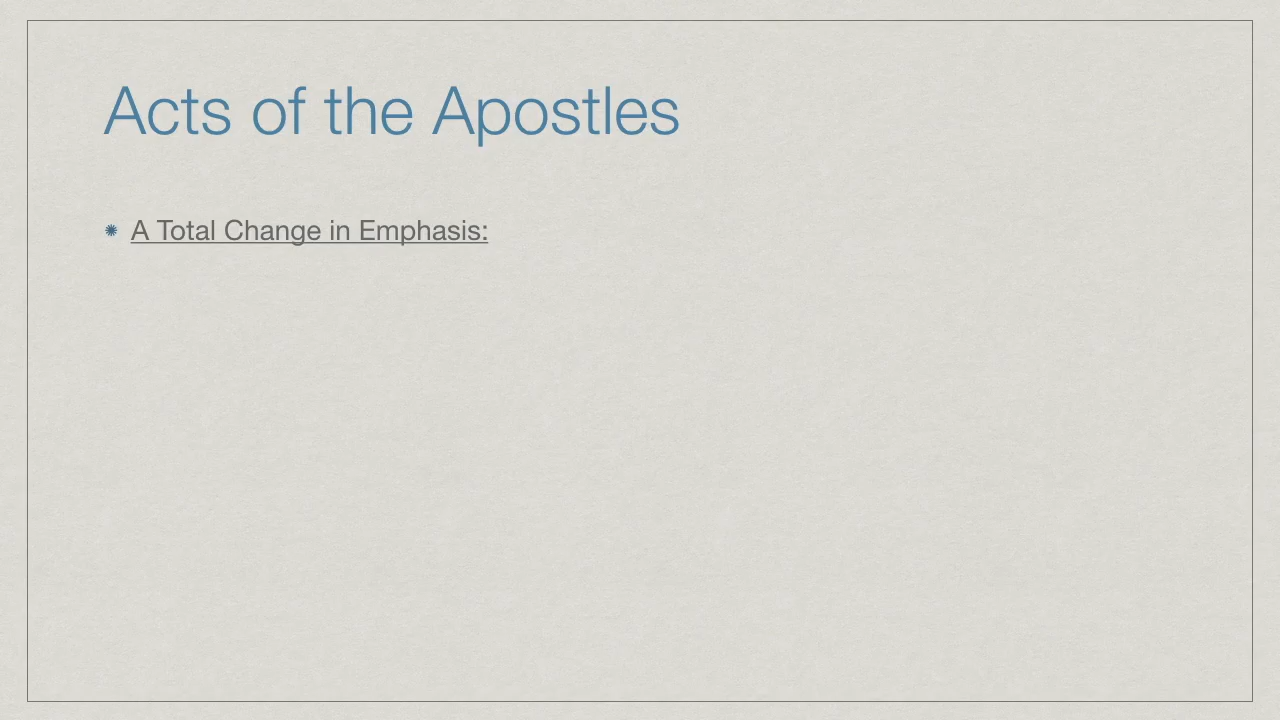 Acts of the Apostles
A Total Change in Emphasis: